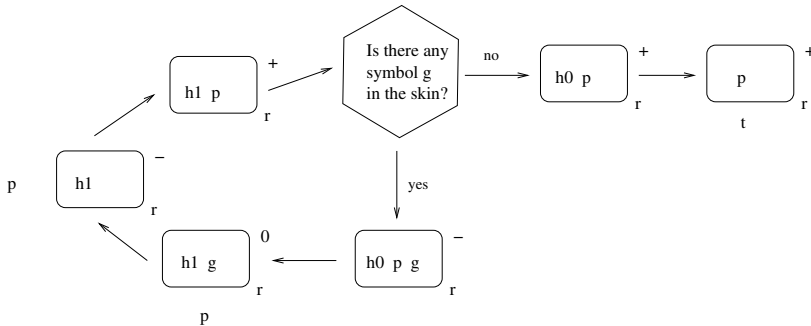 +
h1 p
r
Is there any
symbol g
in the skin?
no
+
h0 p
r
+
p
r
t
yes
p
−
h1
r
0
h1 g
r
p
−
h0 p g
r